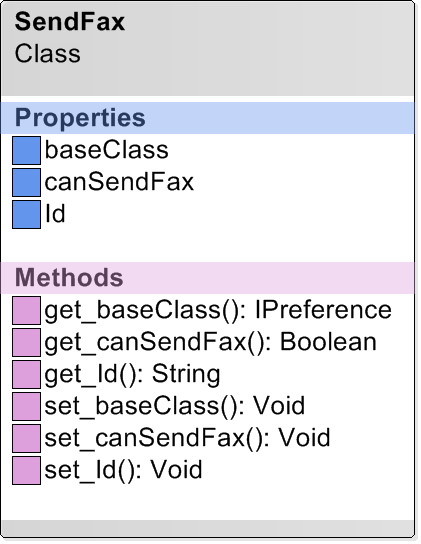 SendFax
Class
Properties
baseClass
canSendFax
Id
Methods
get_baseClass(): IPreference
get_canSendFax(): Boolean
get_Id(): String
set_baseClass(): Void
set_canSendFax(): Void
set_Id(): Void